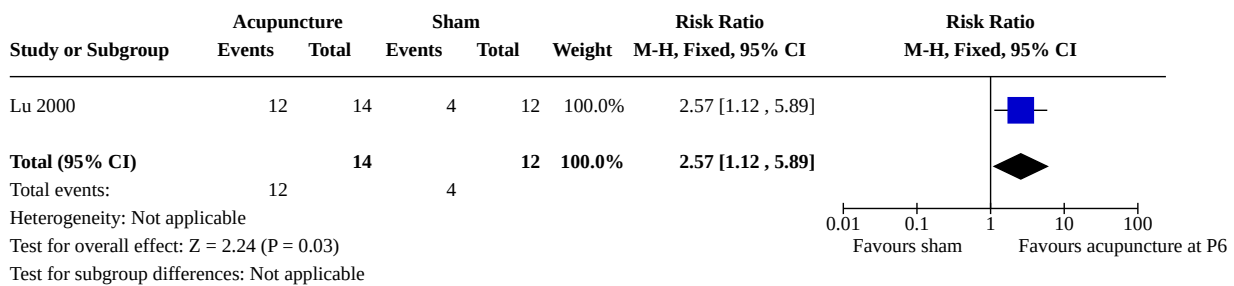 Acupuncture Sham Risk Ratio Risk Ratio
Study or Subgroup Events Total Events Total Weight M-H, Fixed, 95% CI M-H, Fixed, 95% CI
Lu 2000 12 14 4 12 100.0% 2.57 [1.12 , 5.89]
Total (95% CI) 14 12 100.0% 2.57 [1.12 , 5.89]
Total events: 12 4
Heterogeneity: Not applicable
0.01 0.1 1 10 100
Test for overall effect: Z = 2.24 (P = 0.03) Favours sham Favours acupuncture at P6
Test for subgroup differences: Not applicable